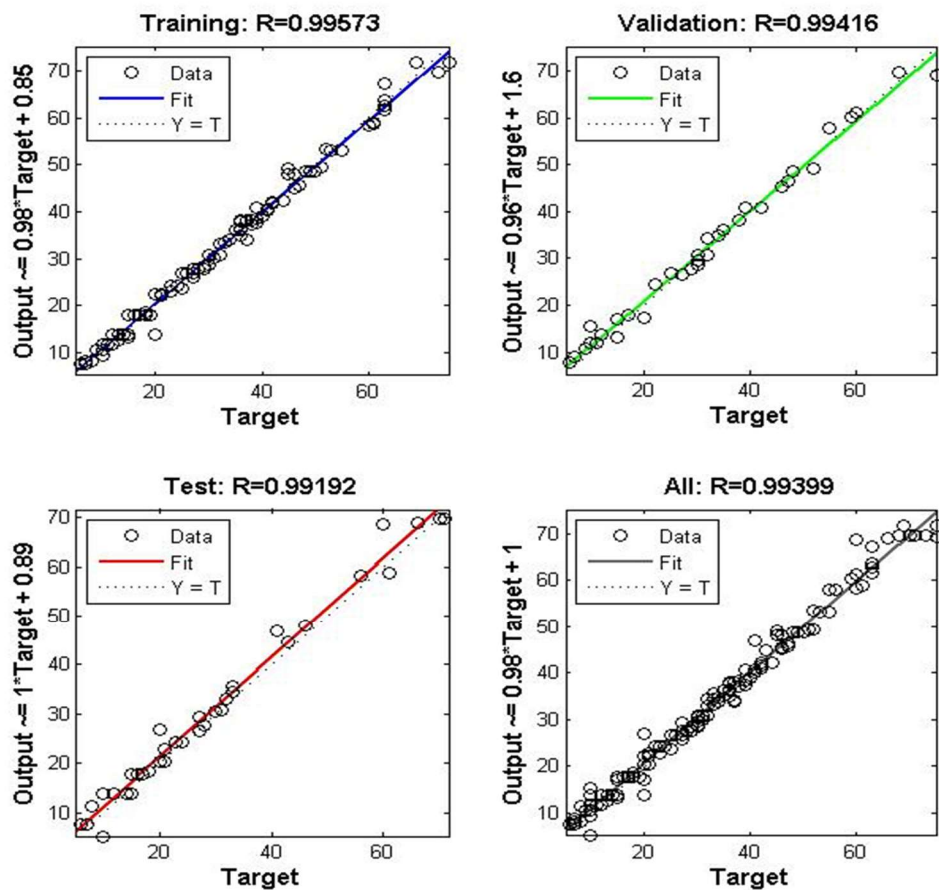 Training: R=0.99573
Output ~= 0.98*Target + 0.85
70
60
50
40
30
20
10
Data
Fit
Y = T
20
40
60
Target
Validation: R=0.99416
Output ~= 0.96*Target + 1.6
70
60
50
40
30
20
10
Data
Fit
Y = T
20
40
60
Target
Test: R=0.99192
Output ~= 1*Target + 0.89
70
60
50
40
30
20
10
Data
Fit
Y = T
20
40
60
Target
All: R=0.99399
Output ~= 0.98*Target + 1
70
60
50
40
30
20
10
Data
Fit
Y = T
20
40
60
Target